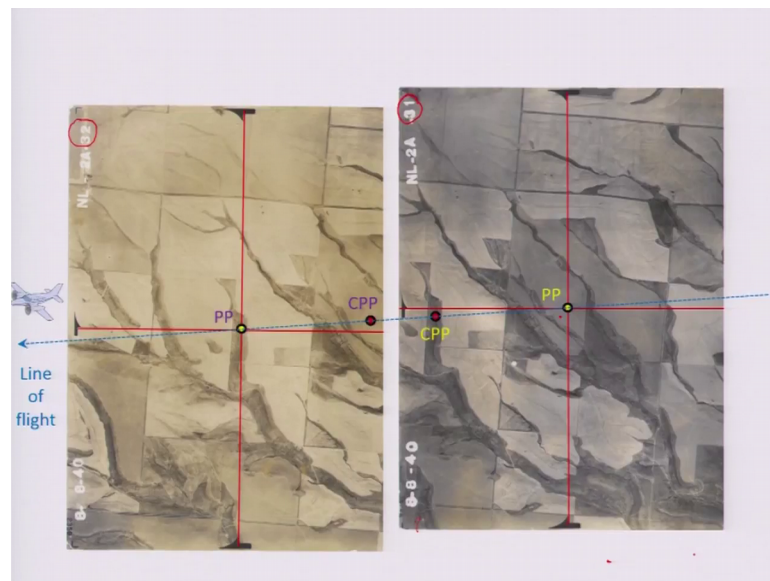 NL - 2A 32
8- 8-40
PP
CPP
Line
of
flight
NL-2A 31
8-8-40
PP
CPP